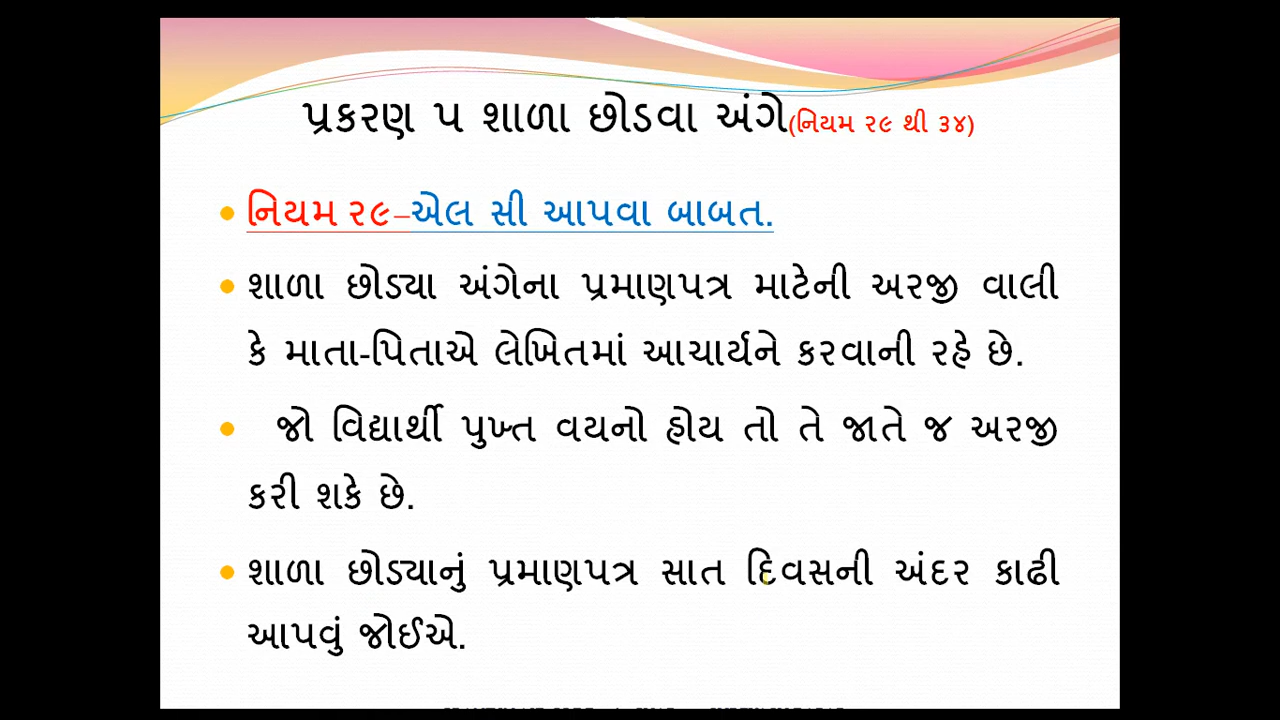 પ્રકરણ ૫ શાળા છોડવા અંગે(નિયમ ૨૯ થી ૩૪)
નિયમ ૨૯–એલ સી આપવા બાબત.
શાળા છોડ્યા અંગેના પ્રમાણપત્ર માટેની અરજી વાલી
કે માતા-પિતાએ લેખિતમાં આચાર્યને કરવાની રહે છે.
જો વિદ્યાર્થી પુખ્ત વયનો હોય તો તે જાતે જ અરજી
કરી શકે છે.
શાળા છોડ્યાનું પ્રમાણપત્ર સાત દિવસની અંદર કાઢી
આપવું જોઈએ.